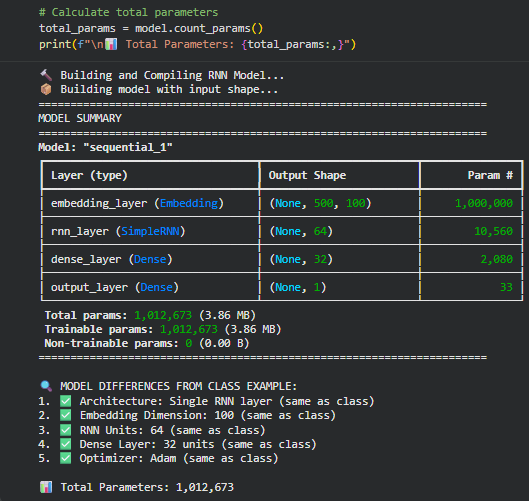 # Calculate total parameters
total_params = model.count_params()
print(f"\n📊 Total Parameters: {total_params:,}")
🔨 Building and Compiling RNN Model...
📦 Building model with input shape...
======================================================================
MODEL SUMMARY
======================================================================
Model: "sequential_1"
Layer (type) Output Shape Param #
embedding_layer (Embedding) (None, 500, 100) 1,000,000
rnn_layer (SimpleRNN) (None, 64) 10,560
dense_layer (Dense) (None, 32) 2,080
output_layer (Dense) (None, 1) 33
Total params: 1,012,673 (3.86 MB)
Trainable params: 1,012,673 (3.86 MB)
Non-trainable params: 0 (0.00 B)
======================================================================
🔍 MODEL DIFFERENCES FROM CLASS EXAMPLE:
1. ✅ Architecture: Single RNN layer (same as class)
2. ✅ Embedding Dimension: 100 (same as class)
3. ✅ RNN Units: 64 (same as class)
4. ✅ Dense Layer: 32 units (same as class)
5. ✅ Optimizer: Adam (same as class)
📊 Total Parameters: 1,012,673